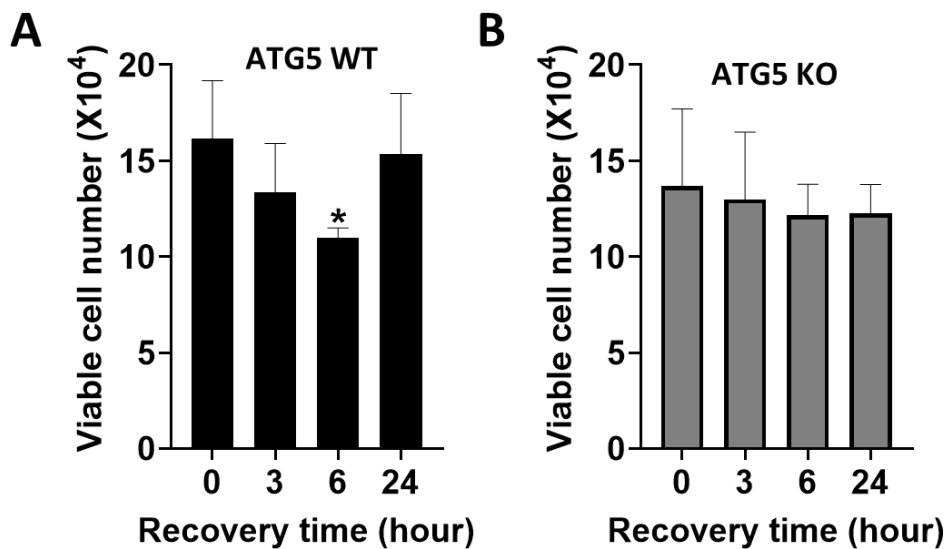 A
ATG5 WT
Viable cell number (X10⁴)
20
15
10
5
0
*
0 3 6 24
Recovery time (hour)
B
ATG5 KO
Viable cell number (X10⁴)
20
15
10
5
0
0 3 6 24
Recovery time (hour)